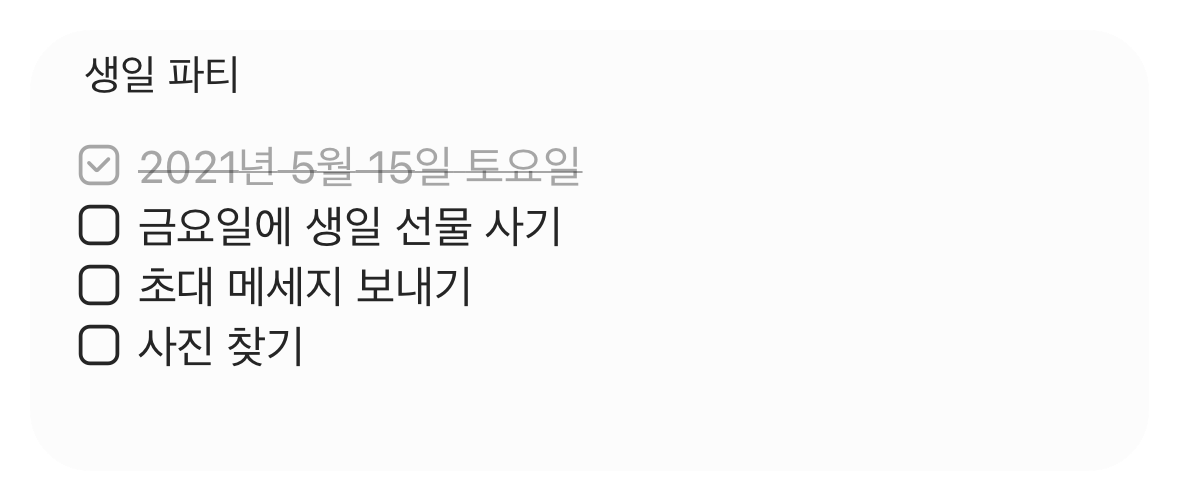 생일 파티
2021년 5월 15일 토요일
금요일에 생일 선물 사기
초대 메세지 보내기
사진 찾기